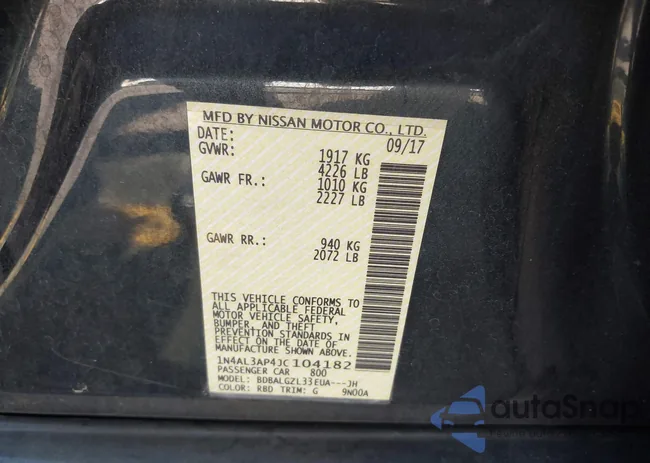 MFD BY NISSAN MOTOR CO., LTD.
DATE: 09/17
GVWR: 1917 KG
4226 LB
GAWR FR.: 1010 KG
2227 LB
GAWR RR.: 940 KG
2072 LB
THIS VEHICLE CONFORMS TO
ALL APPLICABLE FEDERAL
MOTOR VEHICLE SAFETY,
BUMPER, AND THEFT
PREVENTION STANDARDS
IN EFFECT ON THE DATE OF
MANUFACTURE SHOWN ABOVE.
1N4AL3AP4JC104182
PASSENGER CAR 800
MODEL: BDBALGZL33EUA---JH
COLOR: RBD TRIM: G 9N00A
autoSnap